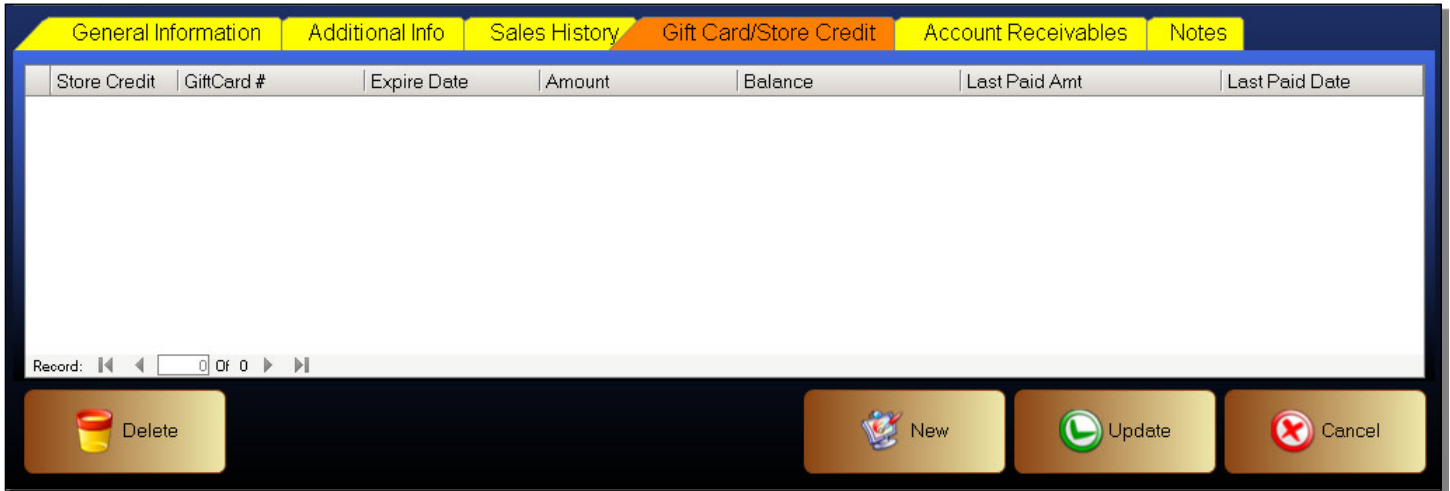 General Information Additional Info Sales History Gift Card/Store Credit Account Receivables Notes
Store Credit GiftCard # Expire Date Amount Balance Last Paid Amt Last Paid Date
Record: 0 Of 0
Delete New Update Cancel